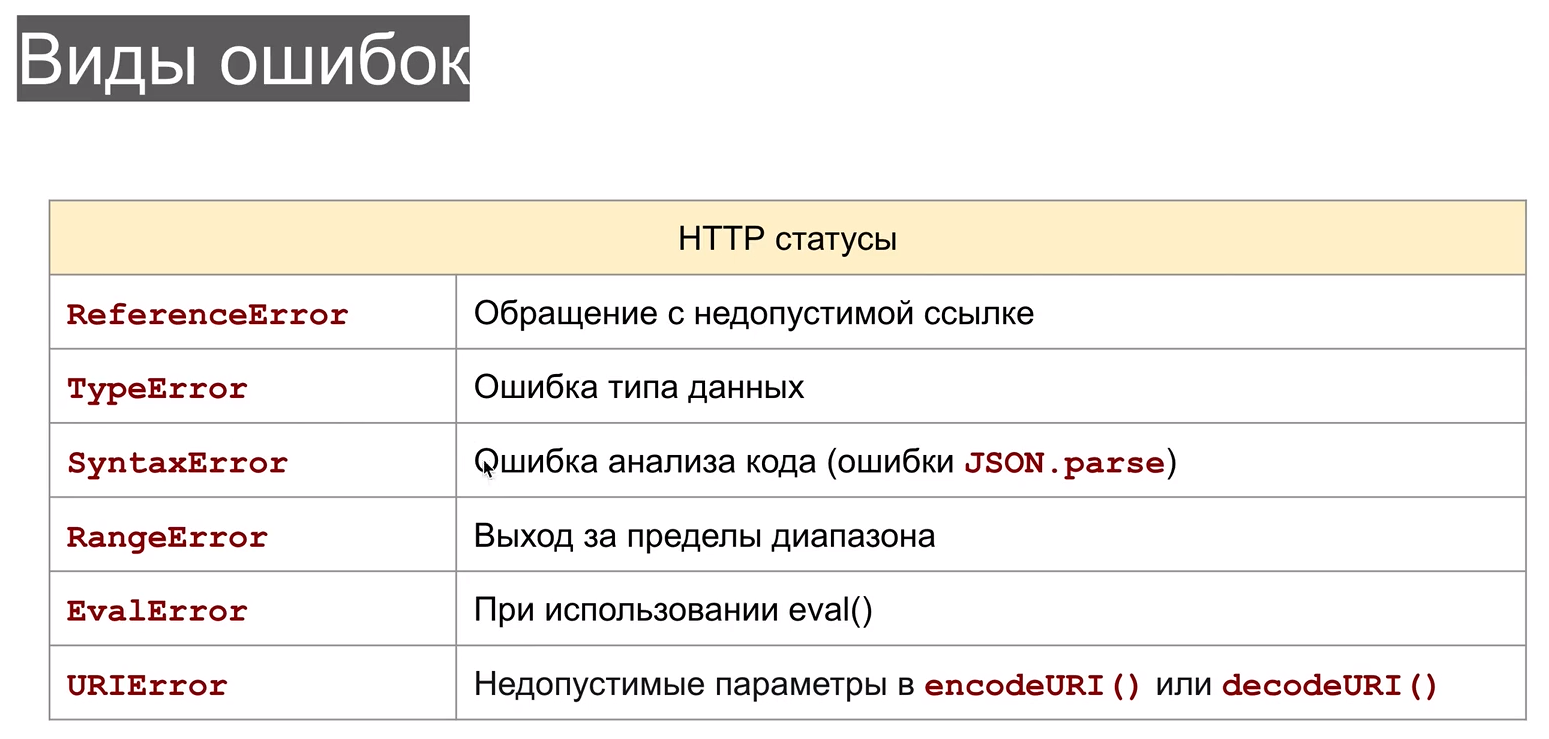 Виды ошибок
HTTP статусы
ReferenceError Обращение с недопустимой ссылке
TypeError Ошибка типа данных
SyntaxError Ошибка анализа кода (ошибки JSON.parse)
RangeError Выход за пределы диапазона
EvalError При использовании eval()
URIError Недопустимые параметры в encodeURI() или decodeURI()